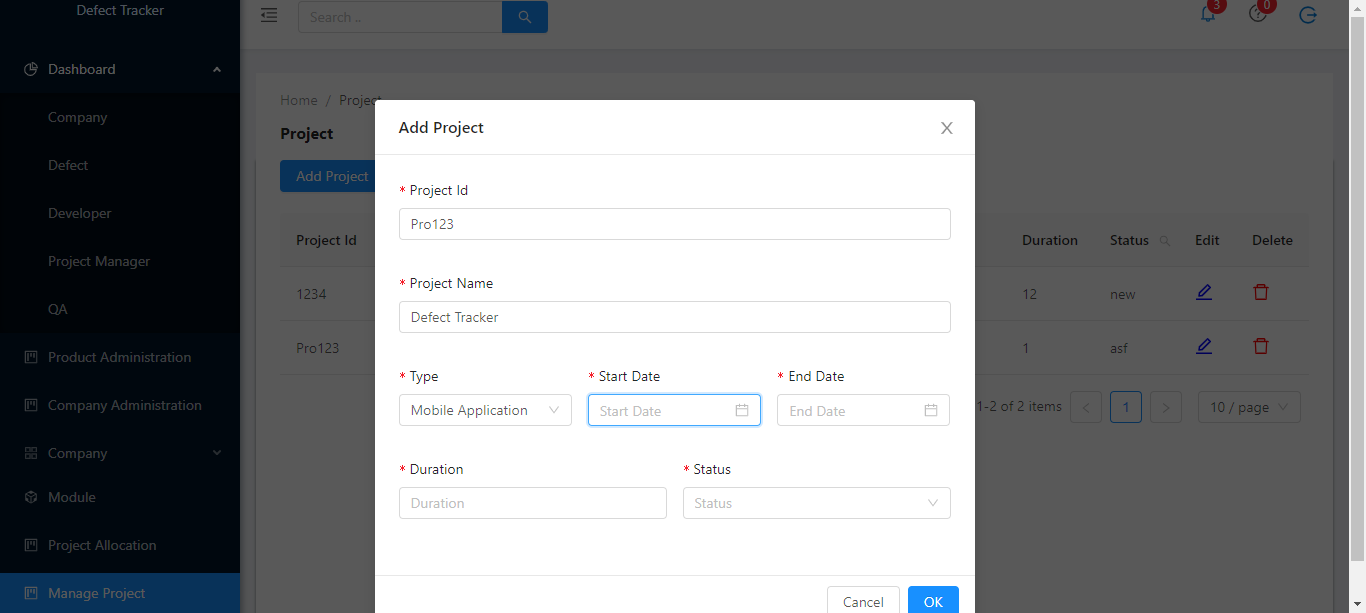 Defect Tracker
Search ..
3
0
Dashboard
Company
Defect
Developer
Project Manager
QA
Product Administration
Company Administration
Company
Module
Project Allocation
Manage Project
Home / Project
Project
Add Project
Project Id
Duration
Status
Edit
Delete
1234
12
new
Pro123
1
asf
1-2 of 2 items
<
1
>
10 / page
Add Project
* Project Id
Pro123
* Project Name
Defect Tracker
* Type
* Start Date
* End Date
Mobile Application
Start Date
End Date
* Duration
* Status
Duration
Status
Cancel
OK